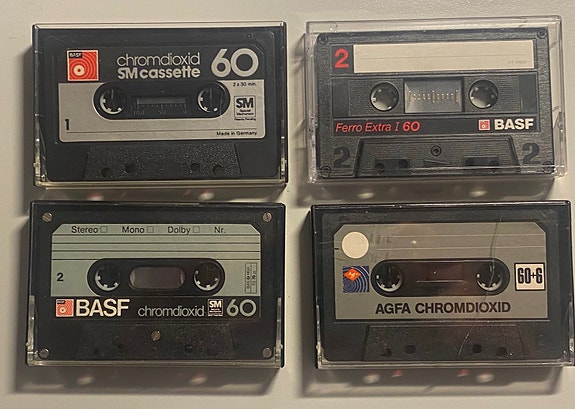 BASF
chromdioxid
SM cassette
60
2 x 30 min.
SM
1
Made in Germany
2
Ferro Extra I 60
BASF
2
2
Stereo
Mono
Dolby
Nr.
2
BASF
chromdioxid
SM
60
60+6
AGFA CHROMDIOXID